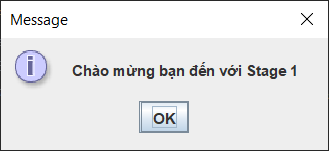 Message
Chào mừng bạn đến với Stage 1
OK